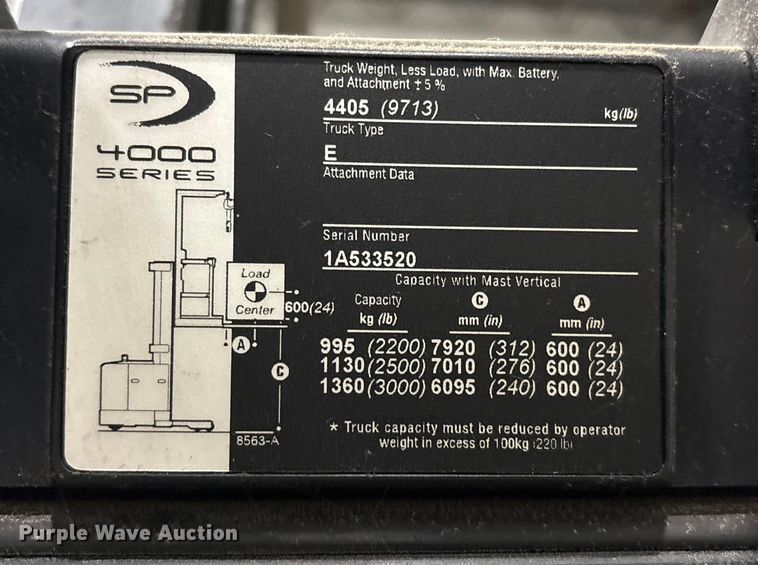 SP
4000
SERIES
Load
Center
600(24)
A
C
8563-A
Truck Weight, Less Load, with Max. Battery,
and Attachment ± 5 %
4405 (9713) kg(lb)
Truck Type
E
Attachment Data
Serial Number
1A533520
Capacity with Mast Vertical
Capacity C A
kg (lb) mm (in) mm (in)
995 (2200) 7920 (312) 600 (24)
1130 (2500) 7010 (276) 600 (24)
1360 (3000) 6095 (240) 600 (24)
* Truck capacity must be reduced by operator
weight in excess of 100kg (220 lb)
Purple Wave Auction